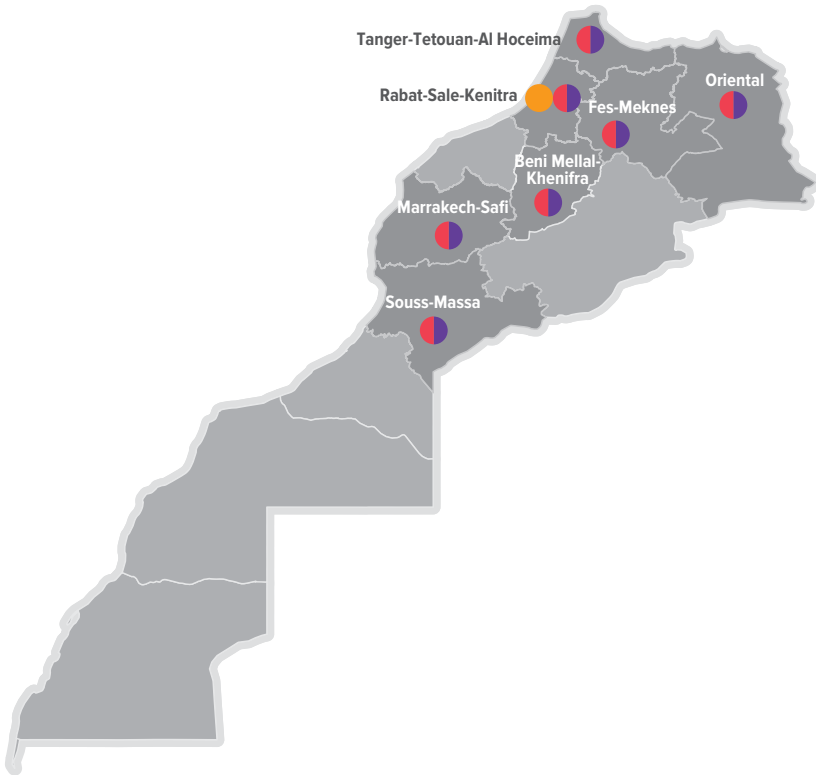 Tanger-Tetouan-Al Hoceima
Rabat-Sale-Kenitra
Oriental
Fes-Meknes
Beni Mellal-
Khenifra
Marrakech-Safi
Souss-Massa